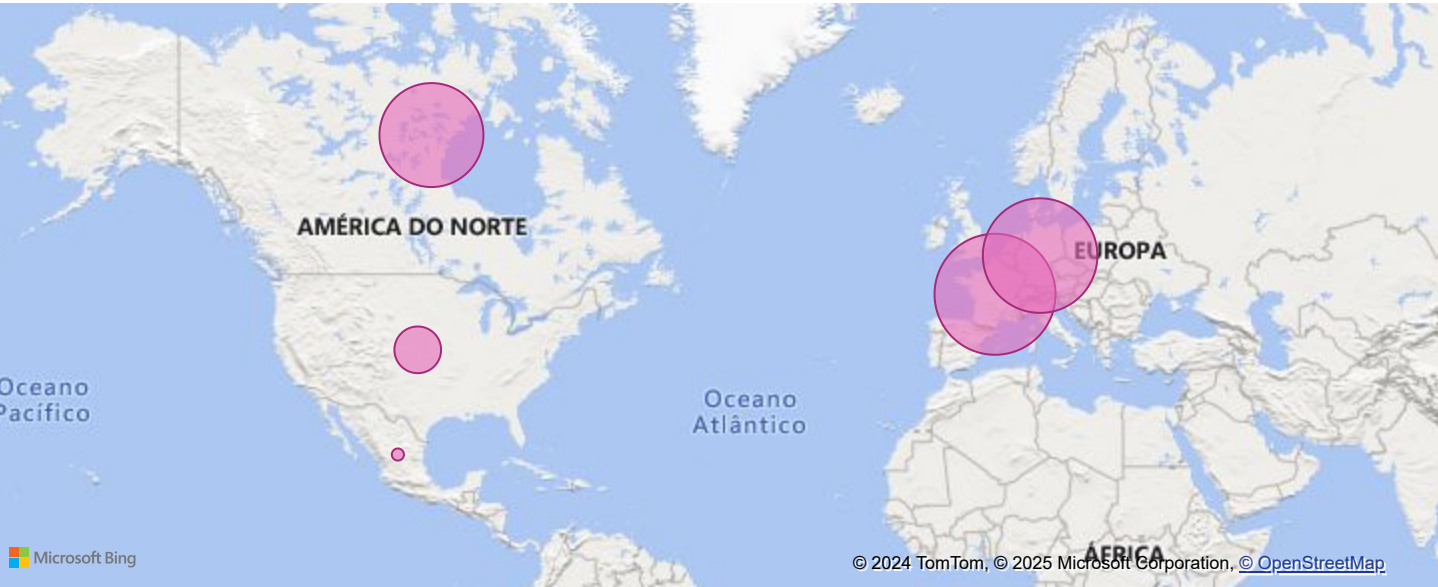 AMÉRICA DO NORTE
EUROPA
Oceano
Pacífico
Oceano
Atlântico
ÁFRICA
Microsoft Bing
© 2024 TomTom, © 2025 Microsoft Corporation, © OpenStreetMap